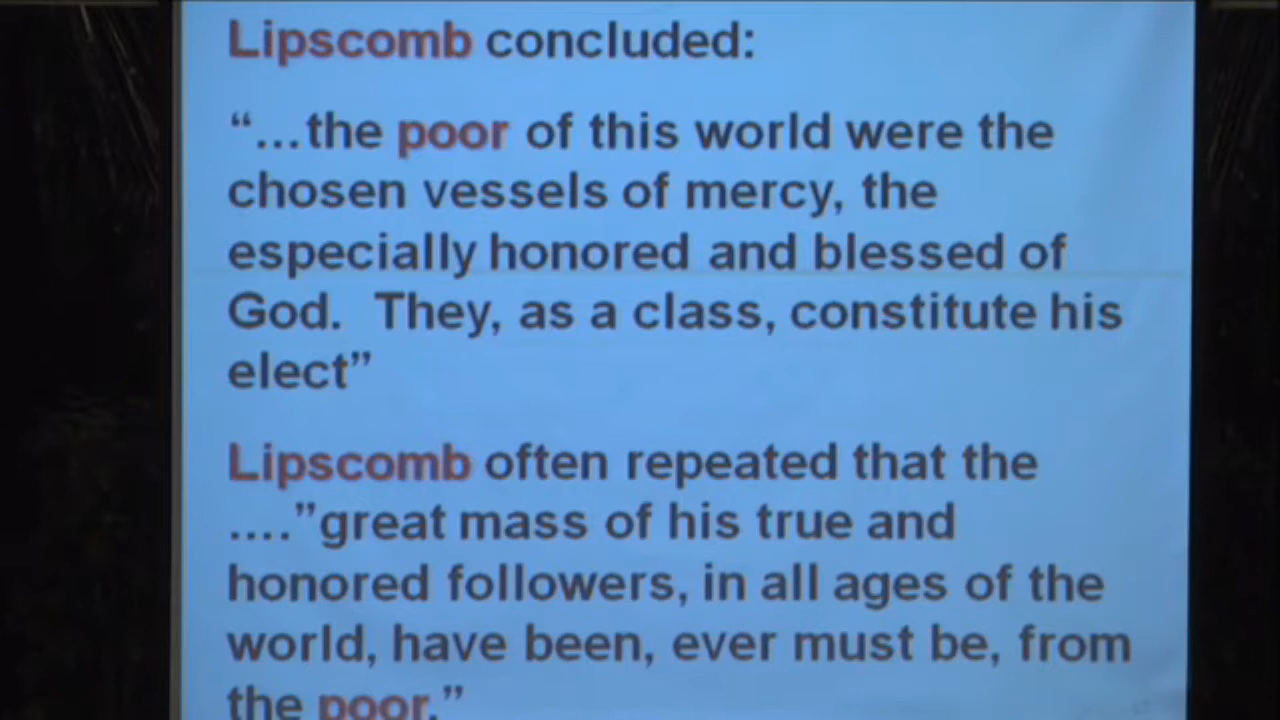 Lipscomb concluded:
“...the poor of this world were the
chosen vessels of mercy, the
especially honored and blessed of
God.  They, as a class, constitute his
elect”
Lipscomb often repeated that the
....”great mass of his true and
honored followers, in all ages of the
world, have been, ever must be, from
the poor.”